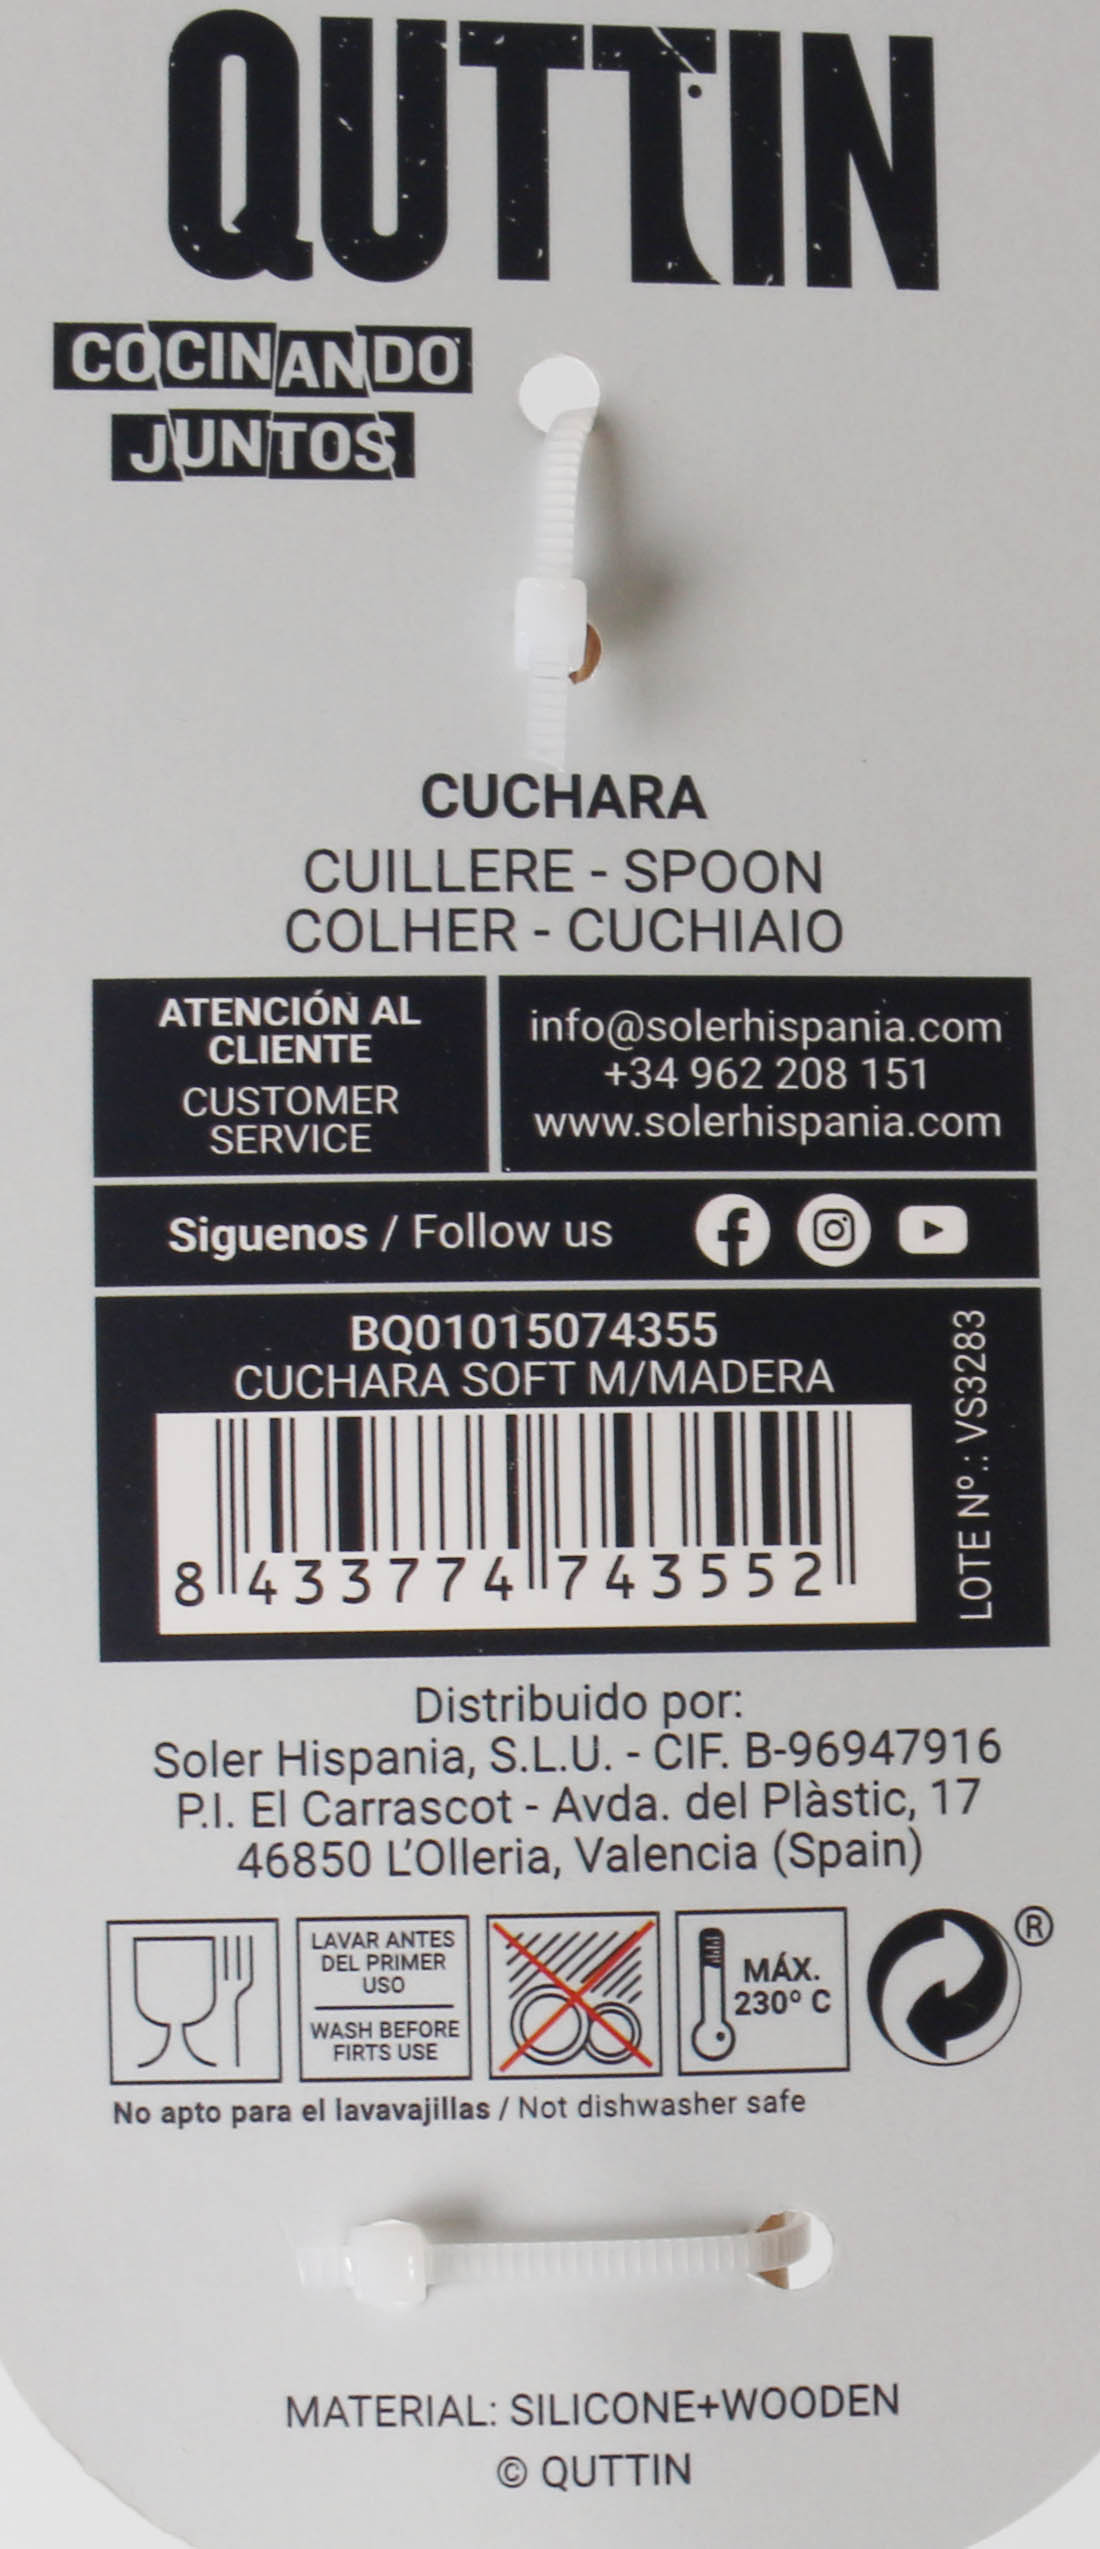 QUTTIN
COCINANDO
JUNTOS
CUCHARA
CUILLERE - SPOON
COLHER - CUCHIAIO
ATENCIÓN AL
CLIENTE
CUSTOMER
SERVICE
info@solerhispania.com
+34 962 208 151
www.solerhispania.com
Siguenos / Follow us
BQ01015074355
CUCHARA SOFT M/MADERA
8 433774 743552
LOTE Nº.: VS3283
Distribuido por:
Soler Hispania, S.L.U. - CIF. B-96947916
P.I. El Carrascot - Avda. del Plàstic, 17
46850 L'Olleria, Valencia (Spain)
LAVAR ANTES
DEL PRIMER
USO
WASH BEFORE
FIRTS USE
MÁX.
230º C
®
No apto para el lavavajillas / Not dishwasher safe
MATERIAL: SILICONE+WOODEN
© QUTTIN